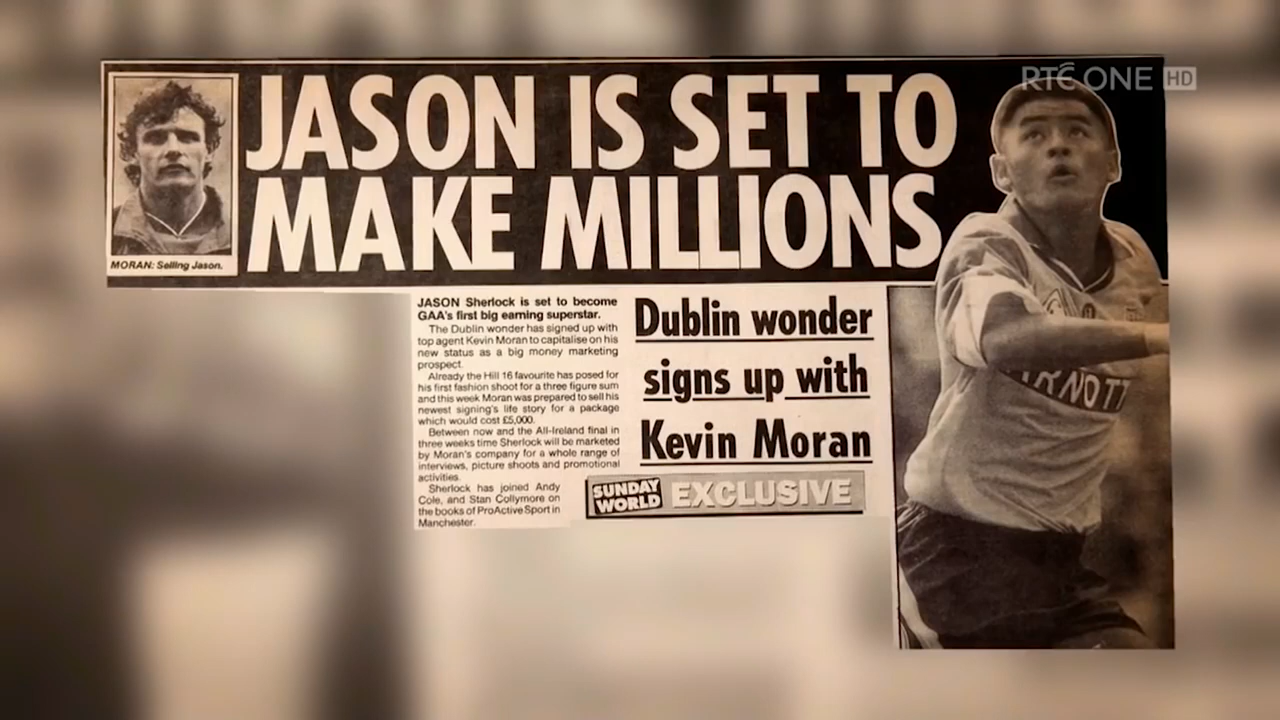 RTÉ ONE HD
JASON IS SET TO
MAKE MILLIONS
MORAN: Selling Jason.
JASON Sherlock is set to become
GAA's first big earning superstar.
The Dublin wonder has signed up with
top agent Kevin Moran to capitalise on his
new status as a big money marketing
prospect.
Already the Hill 16 favourite has posed for
his first fashion shoot for a three figure sum
and this week Moran was prepared to sell his
newest signing's life story for a package
which would cost £5,000.
Between now and the All-Ireland final in
three weeks time Sherlock will be marketed
by Moran's company for a whole range of
interviews, picture shoots and promotional
activities.
Sherlock has joined Andy
Cole, and Stan Collymore on
the books of ProActive Sport in
Manchester.
Dublin wonder
signs up with
Kevin Moran
SUNDAY
WORLD
EXCLUSIVE
RNOTT